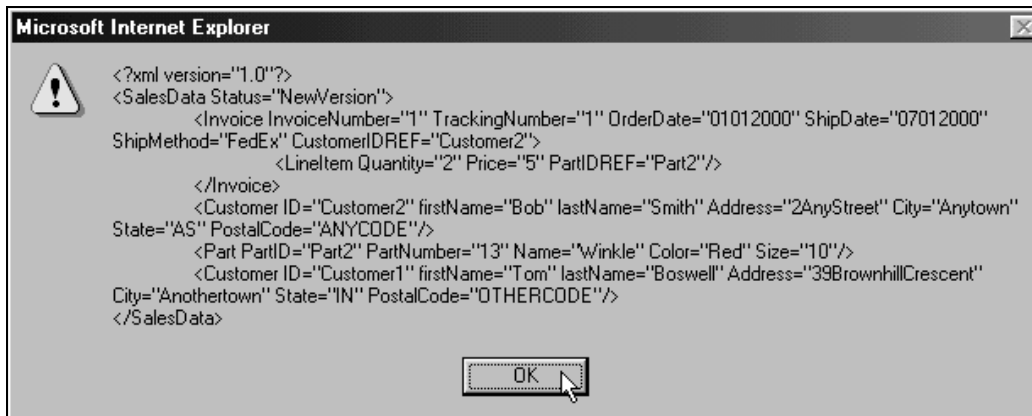 Microsoft Internet Explorer
<?xml version="1.0"?>
<SalesData Status="NewVersion">
<Invoice InvoiceNumber="1" TrackingNumber="1" OrderDate="01012000" ShipDate="07012000"
ShipMethod="FedEx" CustomerIDREF="Customer2">
<LineItem Quantity="2" Price="5" PartIDREF="Part2"/>
</Invoice>
<Customer ID="Customer2" firstName="Bob" lastName="Smith" Address="2AnyStreet" City="Anytown"
State="AS" PostalCode="ANYCODE"/>
<Part PartID="Part2" PartNumber="13" Name="Winkle" Color="Red" Size="10"/>
<Customer ID="Customer1" firstName="Tom" lastName="Boswell" Address="39BrownhillCrescent"
City="Anothertown" State="IN" PostalCode="OTHERCODE"/>
</SalesData>
OK